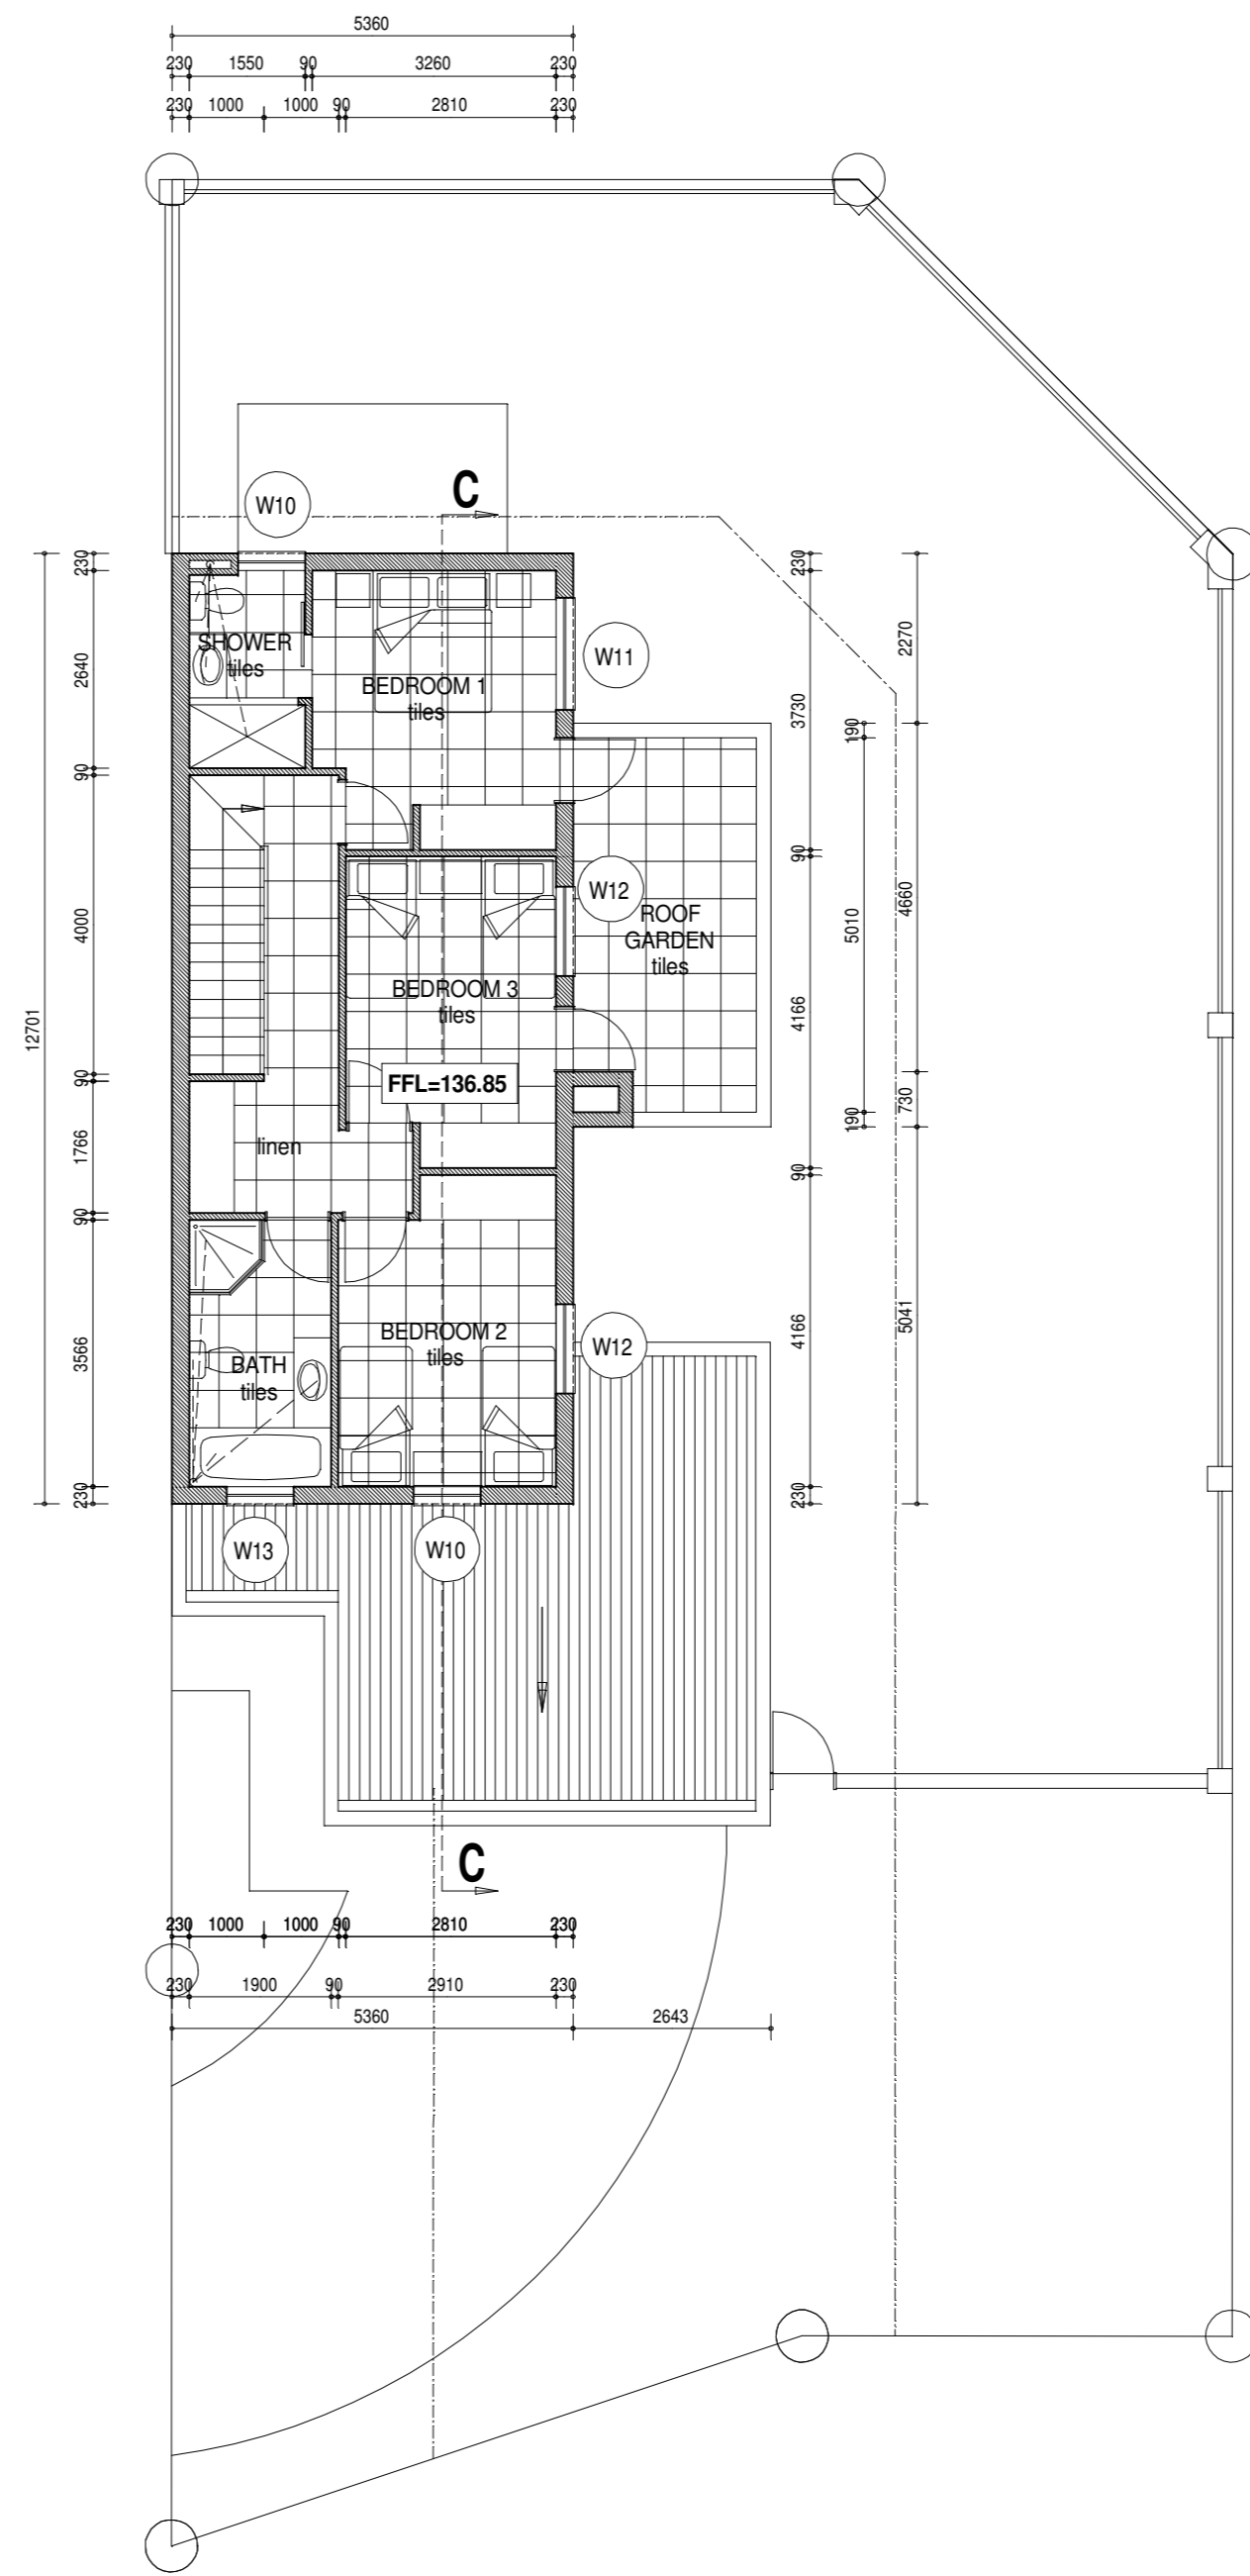 5360
230 1550 90 3260 230
230 1000 1000 90 2810 230
C
W10
230
2640
90
4000
90
1766
90
3566
230
12701
SHOWER
tiles
BEDROOM 1
tiles
W11
W12
ROOF
GARDEN
tiles
BEDROOM 3
tiles
FFL=136.85
linen
BEDROOM 2
tiles
W12
BATH
tiles
W13
W10
230
3730
90
4166
90
4166
230
190
5010
190
2270
4660
730
5041
C
230 1000 1000 90 2810 230
230 1900 90 2910 230
5360 2643